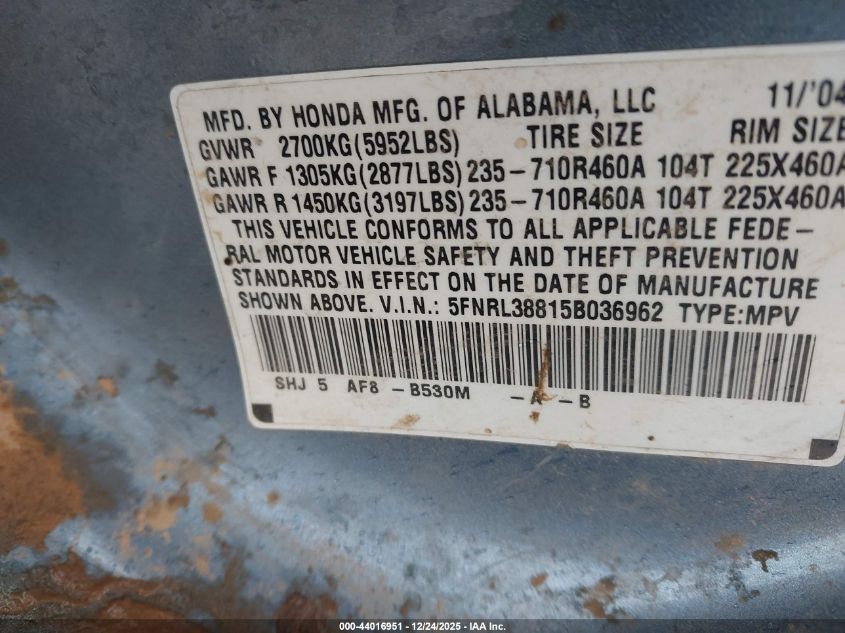 MFD. BY HONDA MFG. OF ALABAMA, LLC 11/'04
GVWR 2700KG(5952LBS) TIRE SIZE RIM SIZE
GAWR F 1305KG(2877LBS) 235-710R460A 104T 225X460A
GAWR R 1450KG(3197LBS) 235-710R460A 104T 225X460A
THIS VEHICLE CONFORMS TO ALL APPLICABLE FEDE-
RAL MOTOR VEHICLE SAFETY AND THEFT PREVENTION
STANDARDS IN EFFECT ON THE DATE OF MANUFACTURE
SHOWN ABOVE. V.I.N.: 5FNRL38815B036962 TYPE:MPV
SHJ 5 AF8 -B530M -A -B
000-44016951 - 12/24/2025 - IAA Inc.